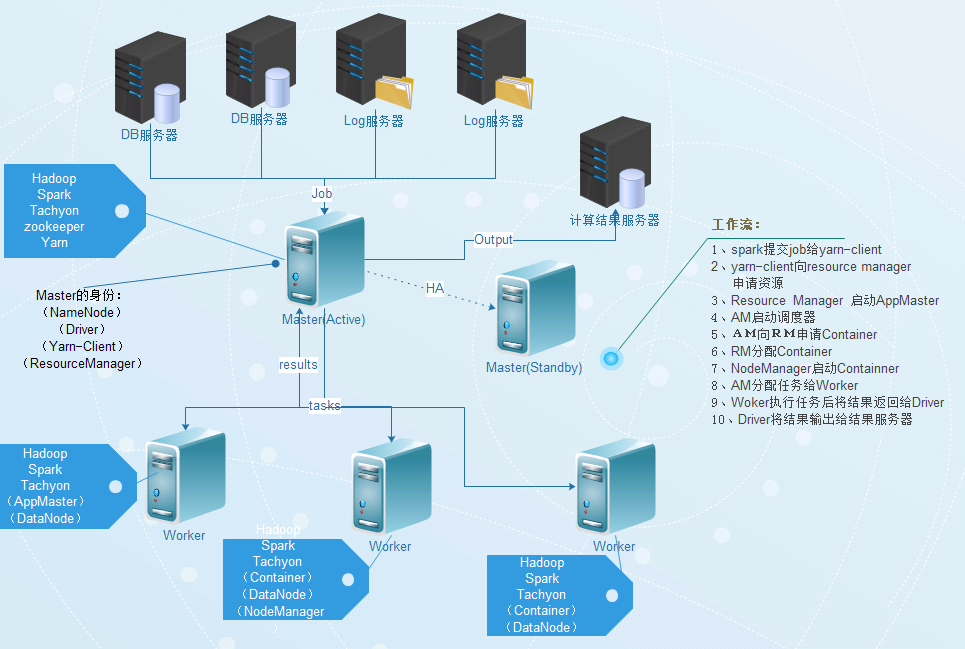 DB服务器
DB服务器
Log服务器
Log服务器
计算结果服务器
Hadoop
Spark
Tachyon
zookeeper
Yarn
Job
Output
HA
Master(Active)
Master(Standby)
Master的身份：
（NameNode）
（Driver）
（Yarn-Client）
（ResourceManager）
results
tasks
工作流：
1、spark提交job给yarn-client
2、yarn-client向resource manager
申请资源
3、Resource Manager 启动AppMaster
4、AM启动调度器
5、AM向RM申请Container
6、RM分配Container
7、NodeManager启动Containner
8、AM分配任务给Worker
9、Woker执行任务后将结果返回给Driver
10、Driver将结果输出给结果服务器
Hadoop
Spark
Tachyon
（AppMaster）
（DataNode）
Worker
Hadoop
Spark
Tachyon
（Container）
（DataNode）
（NodeManager
）
Worker
Worker
Hadoop
Spark
Tachyon
（Container）
（DataNode）